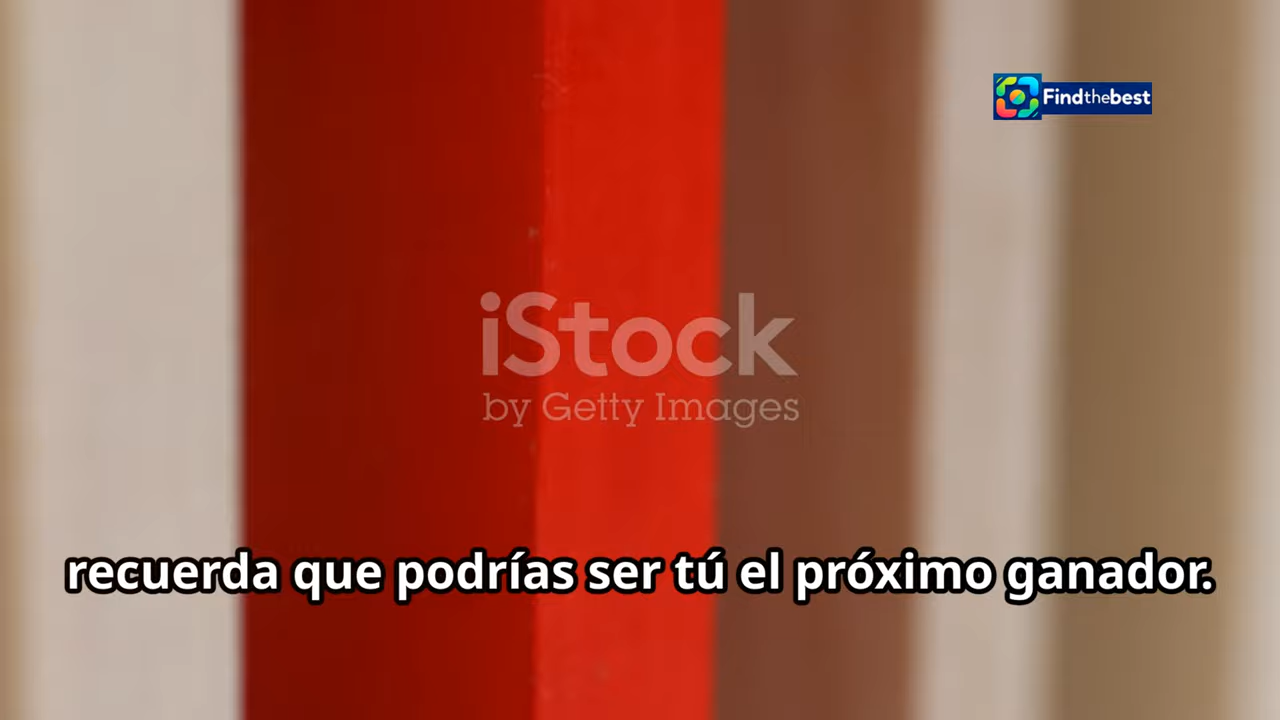 Findthebest
iStock
by Getty Images
recuerda que podrías ser tú el próximo ganador.